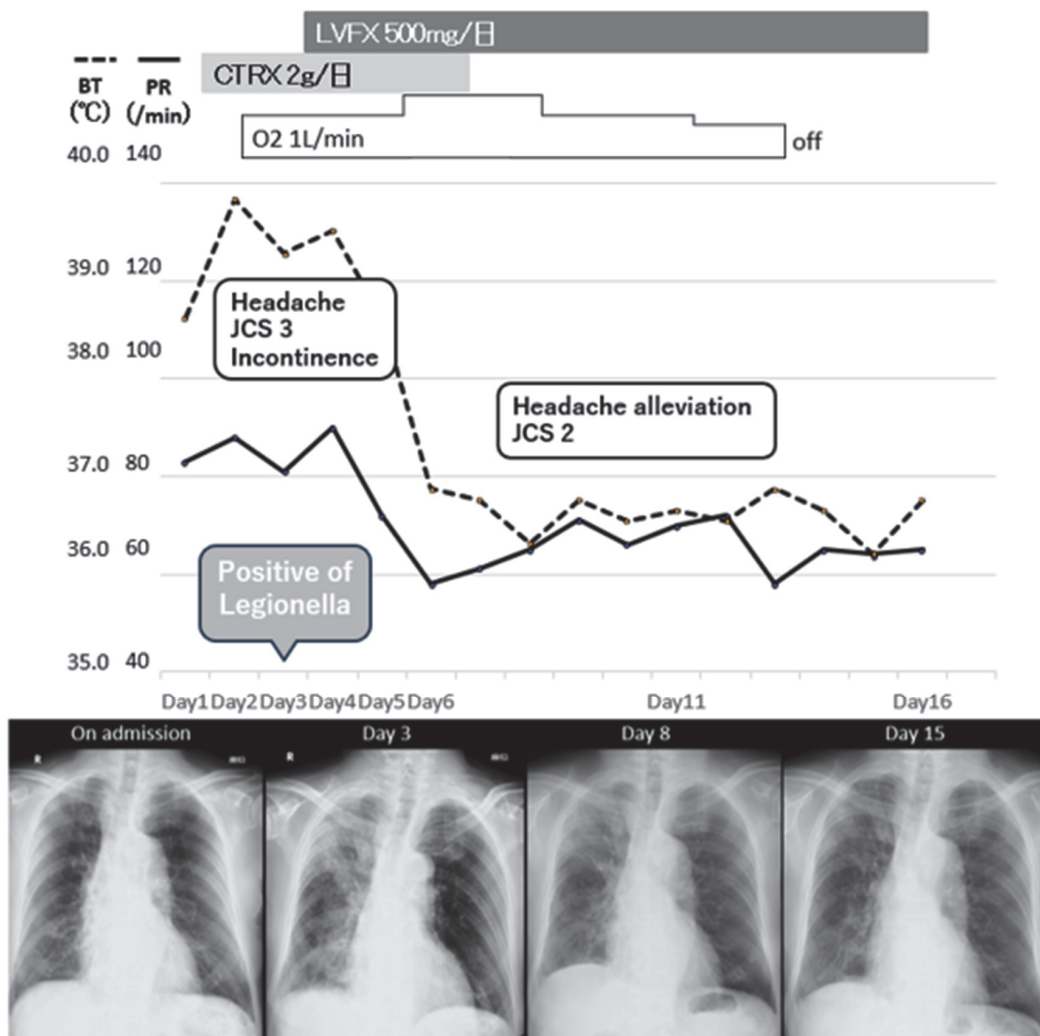 LVFX 500mg/日
CTRX 2g/日
BT
(℃)
PR
(/min)
O2 1L/min
off
40.0 140
39.0 120
38.0 100
37.0 80
36.0 60
35.0 40
Headache
JCS 3
Incontinence
Headache alleviation
JCS 2
Positive of
Legionella
Day1 Day2 Day3 Day4 Day5 Day6 Day11 Day16
On admission
Day 3
Day 8
Day 15
R
R